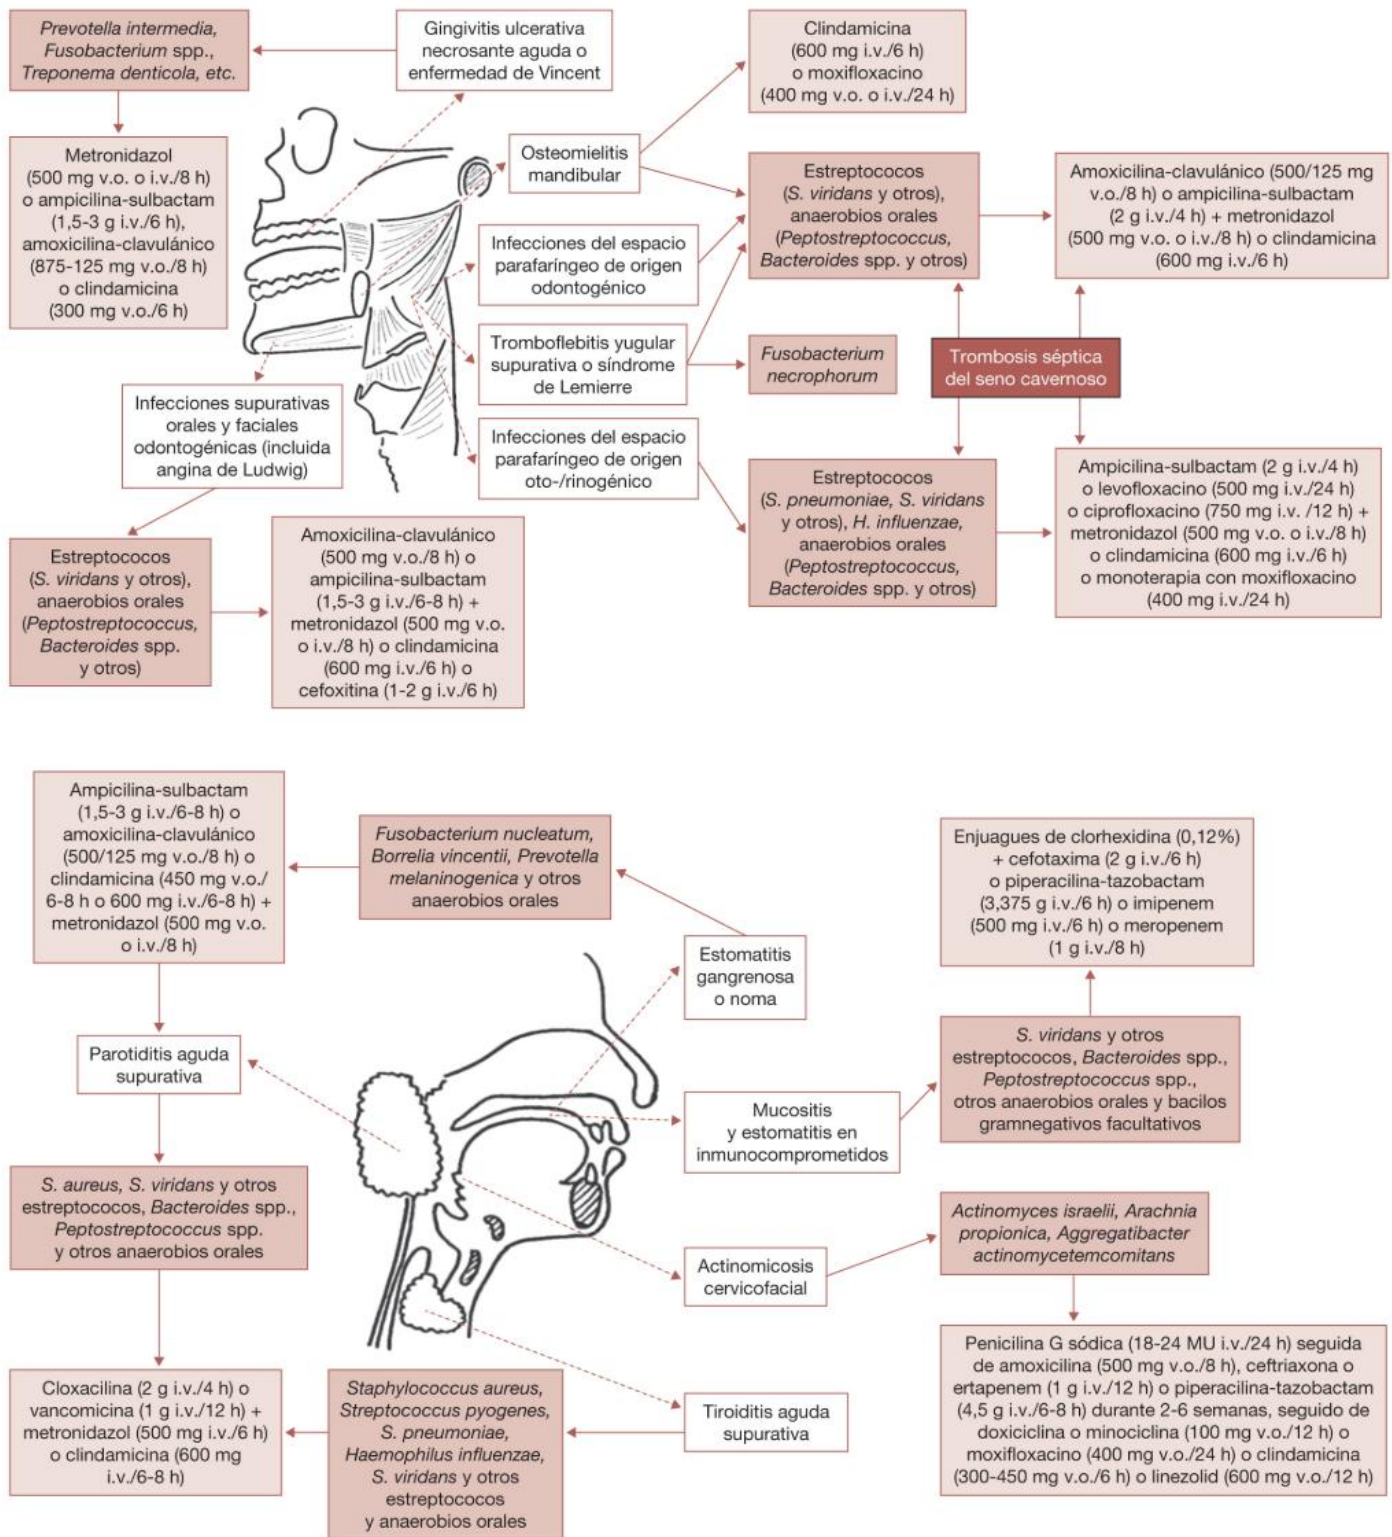 Prevotella intermedia,
Fusobacterium spp.,
Treponema denticola, etc.
Gingivitis ulcerativa
necrosante aguda o
enfermedad de Vincent
Clindamicina
(600 mg i.v./6 h)
o moxifloxacino
(400 mg v.o. o i.v./24 h)
Metronidazol
(500 mg v.o. o i.v./8 h)
o ampicilina-sulbactam
(1,5-3 g i.v./6 h),
amoxicilina-clavulánico
(875-125 mg v.o./8 h)
o clindamicina
(300 mg v.o./6 h)
Osteomielitis
mandibular
Estreptococos
(S. viridans y otros),
anaerobios orales
(Peptostreptococcus,
Bacteroides spp. y otros)
Amoxicilina-clavulánico (500/125 mg
v.o./8 h) o ampicilina-sulbactam
(2 g i.v./4 h) + metronidazol
(500 mg v.o. o i.v./8 h) o clindamicina
(600 mg i.v./6 h)
Infecciones del espacio
parafaríngeo de origen
odontogénico
Tromboflebitis yugular
supurativa o síndrome
de Lemierre
Fusobacterium
necrophorum
Trombosis séptica
del seno cavernoso
Infecciones supurativas
orales y faciales
odontogénicas (incluida
angina de Ludwig)
Infecciones del espacio
parafaríngeo de origen
oto-/rinogénico
Estreptococos
(S. pneumoniae, S. viridans
y otros), H. influenzae,
anaerobios orales
(Peptostreptococcus,
Bacteroides spp. y otros)
Ampicilina-sulbactam (2 g i.v./4 h)
o levofloxacino (500 mg i.v./24 h)
o ciprofloxacino (750 mg i.v. /12 h) +
metronidazol (500 mg v.o. o i.v./8 h)
o clindamicina (600 mg i.v./6 h)
o monoterapia con moxifloxacino
(400 mg i.v./24 h)
Estreptococos
(S. viridans y otros),
anaerobios orales
(Peptostreptococcus,
Bacteroides spp.
y otros)
Amoxicilina-clavulánico
(500 mg v.o./8 h) o
ampicilina-sulbactam
(1,5-3 g i.v./6-8 h) +
metronidazol (500 mg v.o.
o i.v./8 h) o clindamicina
(600 mg i.v./6 h) o
cefoxitina (1-2 g i.v./6 h)
Ampicilina-sulbactam
(1,5-3 g i.v./6-8 h) o
amoxicilina-clavulánico
(500/125 mg v.o./8 h) o
clindamicina (450 mg v.o./
6-8 h o 600 mg i.v./6-8 h) +
metronidazol (500 mg v.o.
o i.v./8 h)
Fusobacterium nucleatum,
Borrelia vincentii, Prevotella
melaninogenica y otros
anaerobios orales
Enjuagues de clorhexidina (0,12%)
+ cefotaxima (2 g i.v./6 h)
o piperacilina-tazobactam
(3,375 g i.v./6 h) o imipenem
(500 mg i.v./6 h) o meropenem
(1 g i.v./8 h)
Estomatitis
gangrenosa
o noma
Parotiditis aguda
supurativa
S. viridans y otros
estreptococos, Bacteroides spp.,
Peptostreptococcus spp.,
otros anaerobios orales y bacilos
gramnegativos facultativos
Mucositis
y estomatitis en
inmunocomprometidos
S. aureus, S. viridans y otros
estreptococos, Bacteroides spp.,
Peptostreptococcus spp.
y otros anaerobios orales
Actinomyces israelii, Arachnia
propionica, Aggregatibacter
actinomycetemcomitans
Actinomicosis
cervicofacial
Penicilina G sódica (18-24 MU i.v./24 h) seguida
de amoxicilina (500 mg v.o./8 h), ceftriaxona o
ertapenem (1 g i.v./12 h) o piperacilina-tazobactam
(4,5 g i.v./6-8 h) durante 2-6 semanas, seguido de
doxiciclina o minociclina (100 mg v.o./12 h) o
moxifloxacino (400 mg v.o./24 h) o clindamicina
(300-450 mg v.o./6 h) o linezolid (600 mg v.o./12 h)
Cloxacilina (2 g i.v./4 h) o
vancomicina (1 g i.v./12 h) +
metronidazol (500 mg i.v./6 h)
o clindamicina (600 mg
i.v./6-8 h)
Staphylococcus aureus,
Streptococcus pyogenes,
S. pneumoniae,
Haemophilus influenzae,
S. viridans y otros
estreptococos
y anaerobios orales
Tiroiditis aguda
supurativa